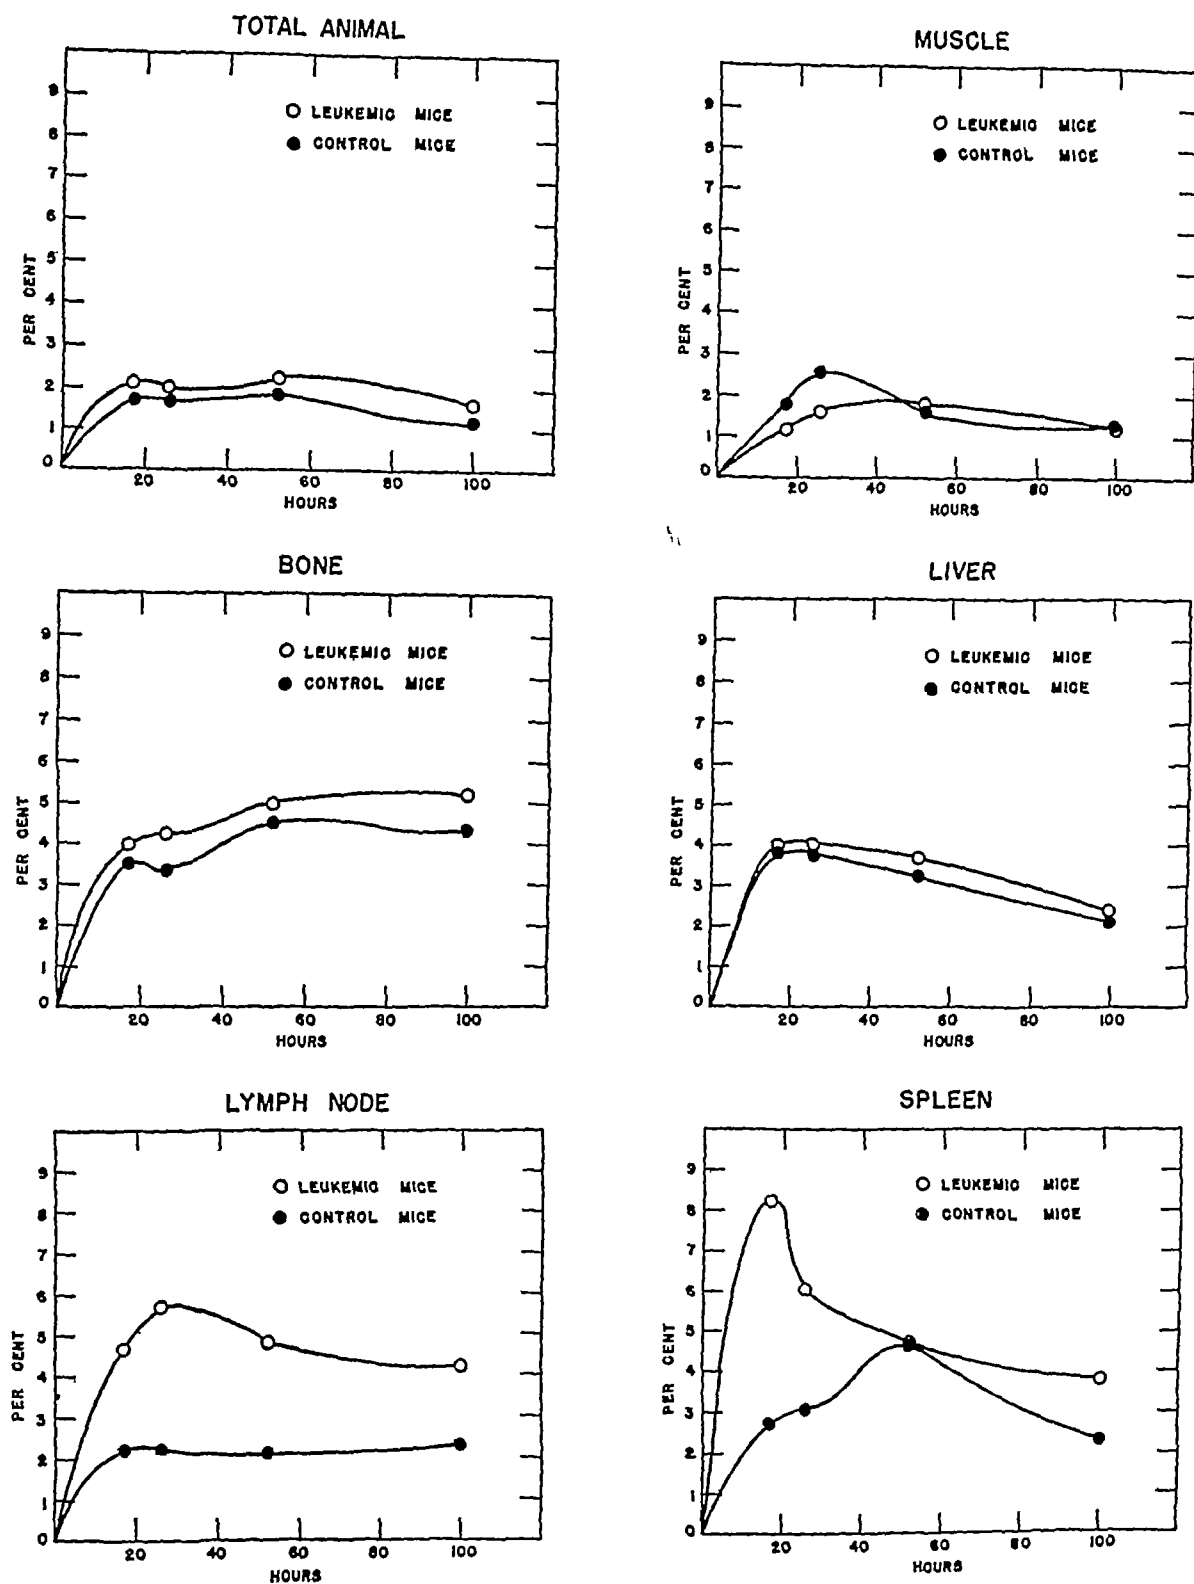 TOTAL ANIMAL
9
8
7
6
5
4
3
2
1
0
PER CENT
○ LEUKEMIC MICE
● CONTROL MICE
20 40 60 80 100
HOURS
MUSCLE
9
8
7
6
5
4
3
2
1
0
PER CENT
○ LEUKEMIC MICE
● CONTROL MICE
20 40 60 80 100
HOURS
BONE
9
8
7
6
5
4
3
2
1
0
PER CENT
○ LEUKEMIC MICE
● CONTROL MICE
20 40 60 80 100
HOURS
LIVER
9
8
7
6
5
4
3
2
1
0
PER CENT
○ LEUKEMIC MICE
● CONTROL MICE
20 40 60 80 100
HOURS
LYMPH NODE
9
8
7
6
5
4
3
2
1
0
PER CENT
○ LEUKEMIC MICE
● CONTROL MICE
20 40 60 80 100
HOURS
SPLEEN
9
8
7
6
5
4
3
2
1
0
PER CENT
○ LEUKEMIC MICE
● CONTROL MICE
20 40 60 80 100
HOURS